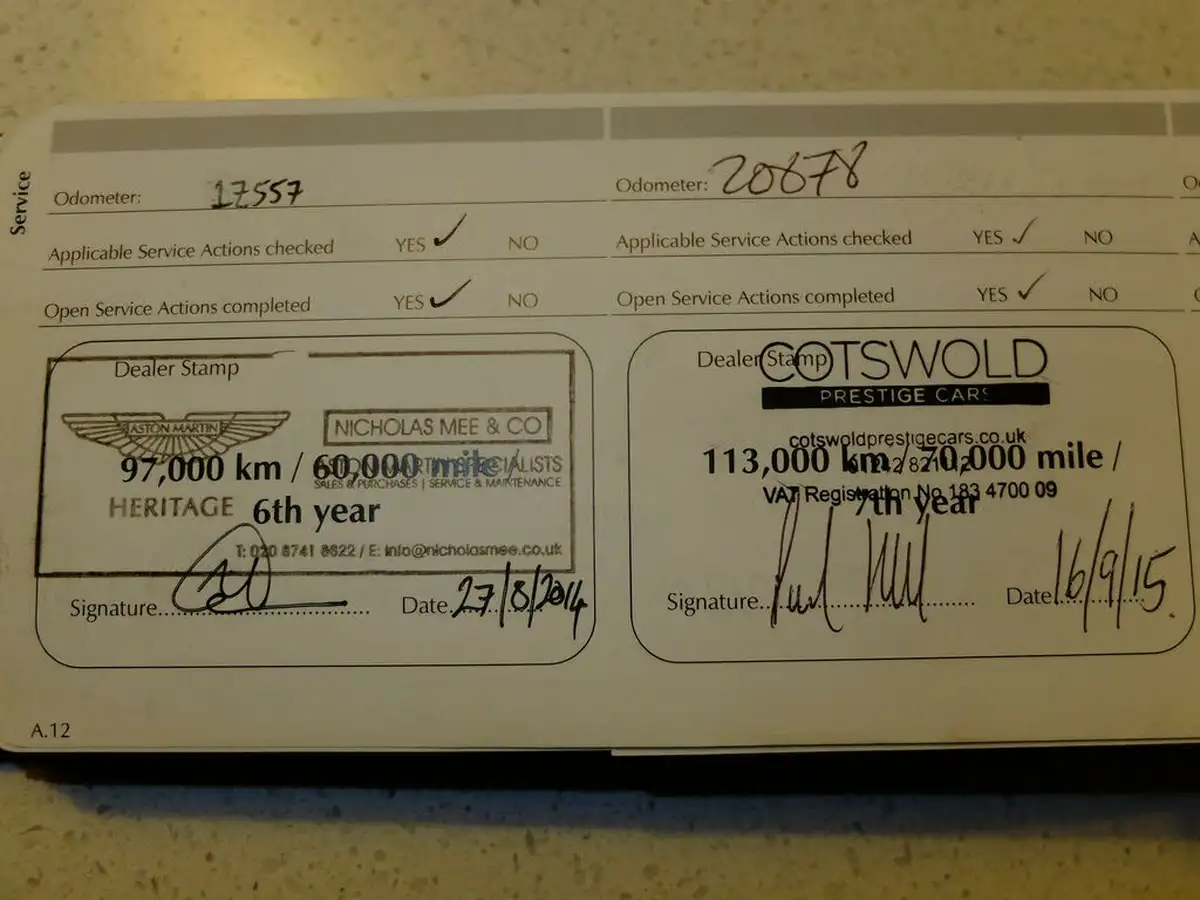 Service
Odometer: 17557
Applicable Service Actions checked YES ✓ NO
Open Service Actions completed YES ✓ NO
Dealer Stamp
ASTON MARTIN
NICHOLAS MEE & CO
97,000 km / 60,000 mile /
SALES & PURCHASES | SERVICE & MAINTENANCE
HERITAGE
6th year
T: 020 8741 8822 / E: info@nicholasmee.co.uk
Signature Date 27/8/2014
A.12
Odometer: 20878
Applicable Service Actions checked YES ✓ NO
Open Service Actions completed YES ✓ NO
Dealer Stamp
COTSWOLD
PRESTIGE CARS
cotswoldprestigecars.co.uk
113,000 km / 70,000 mile /
VAT Registration No 183 4700 09
7th year
Signature Date 16/9/15